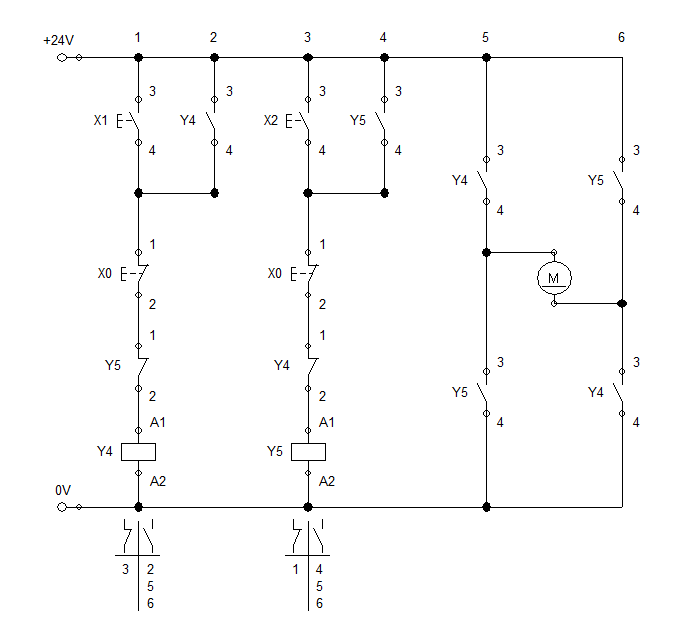 1 2 3 4 5 6
+24V
3 3 3 3
X1 Y4 X2 Y5
4 4 4 4
3 3
Y4 Y5
4 4
1 1
X0 X0
M
2 2
1 1
Y5 Y4
3 3
2 2
Y5 Y4
A1 A1
4 4
Y4 Y5
A2 A2
0V
3 2 1 4
5 5
6 6